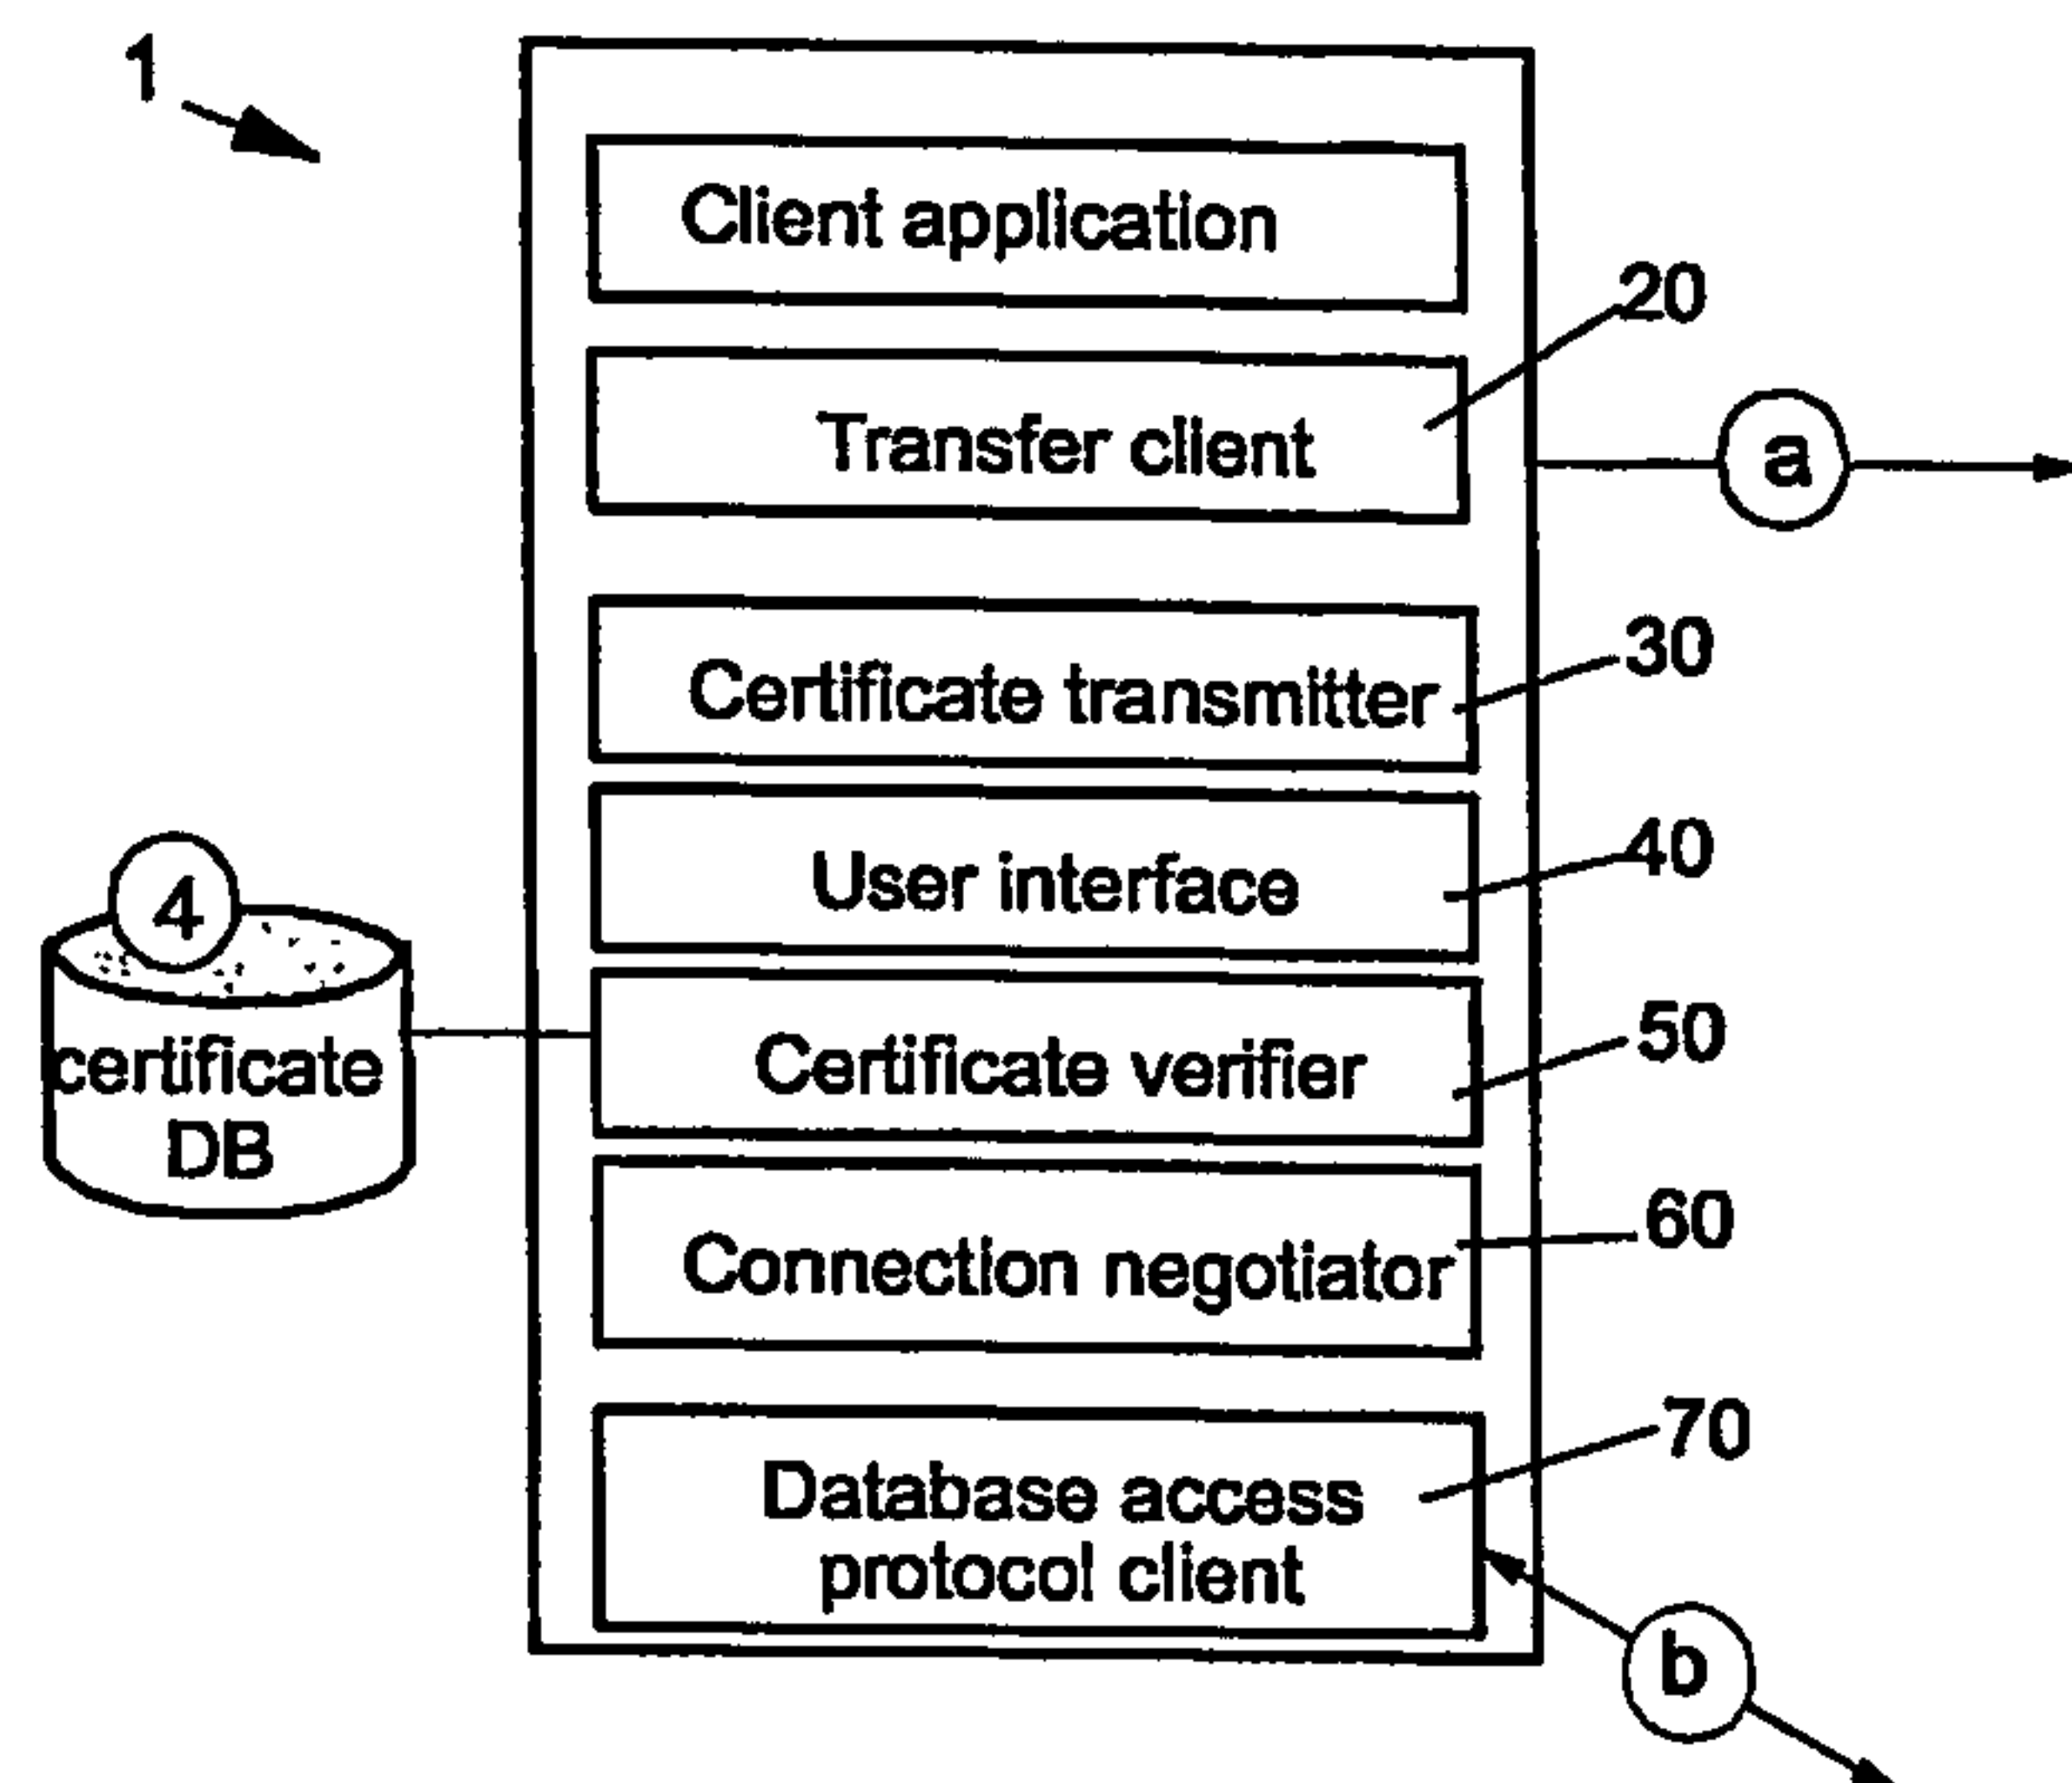 1
Client application
20
Transfer client
a
30
Certificate transmitter
40
User interface
4
50
Certificate verifier
certificate
DB
60
Connection negotiator
70
Database access
protocol client
b